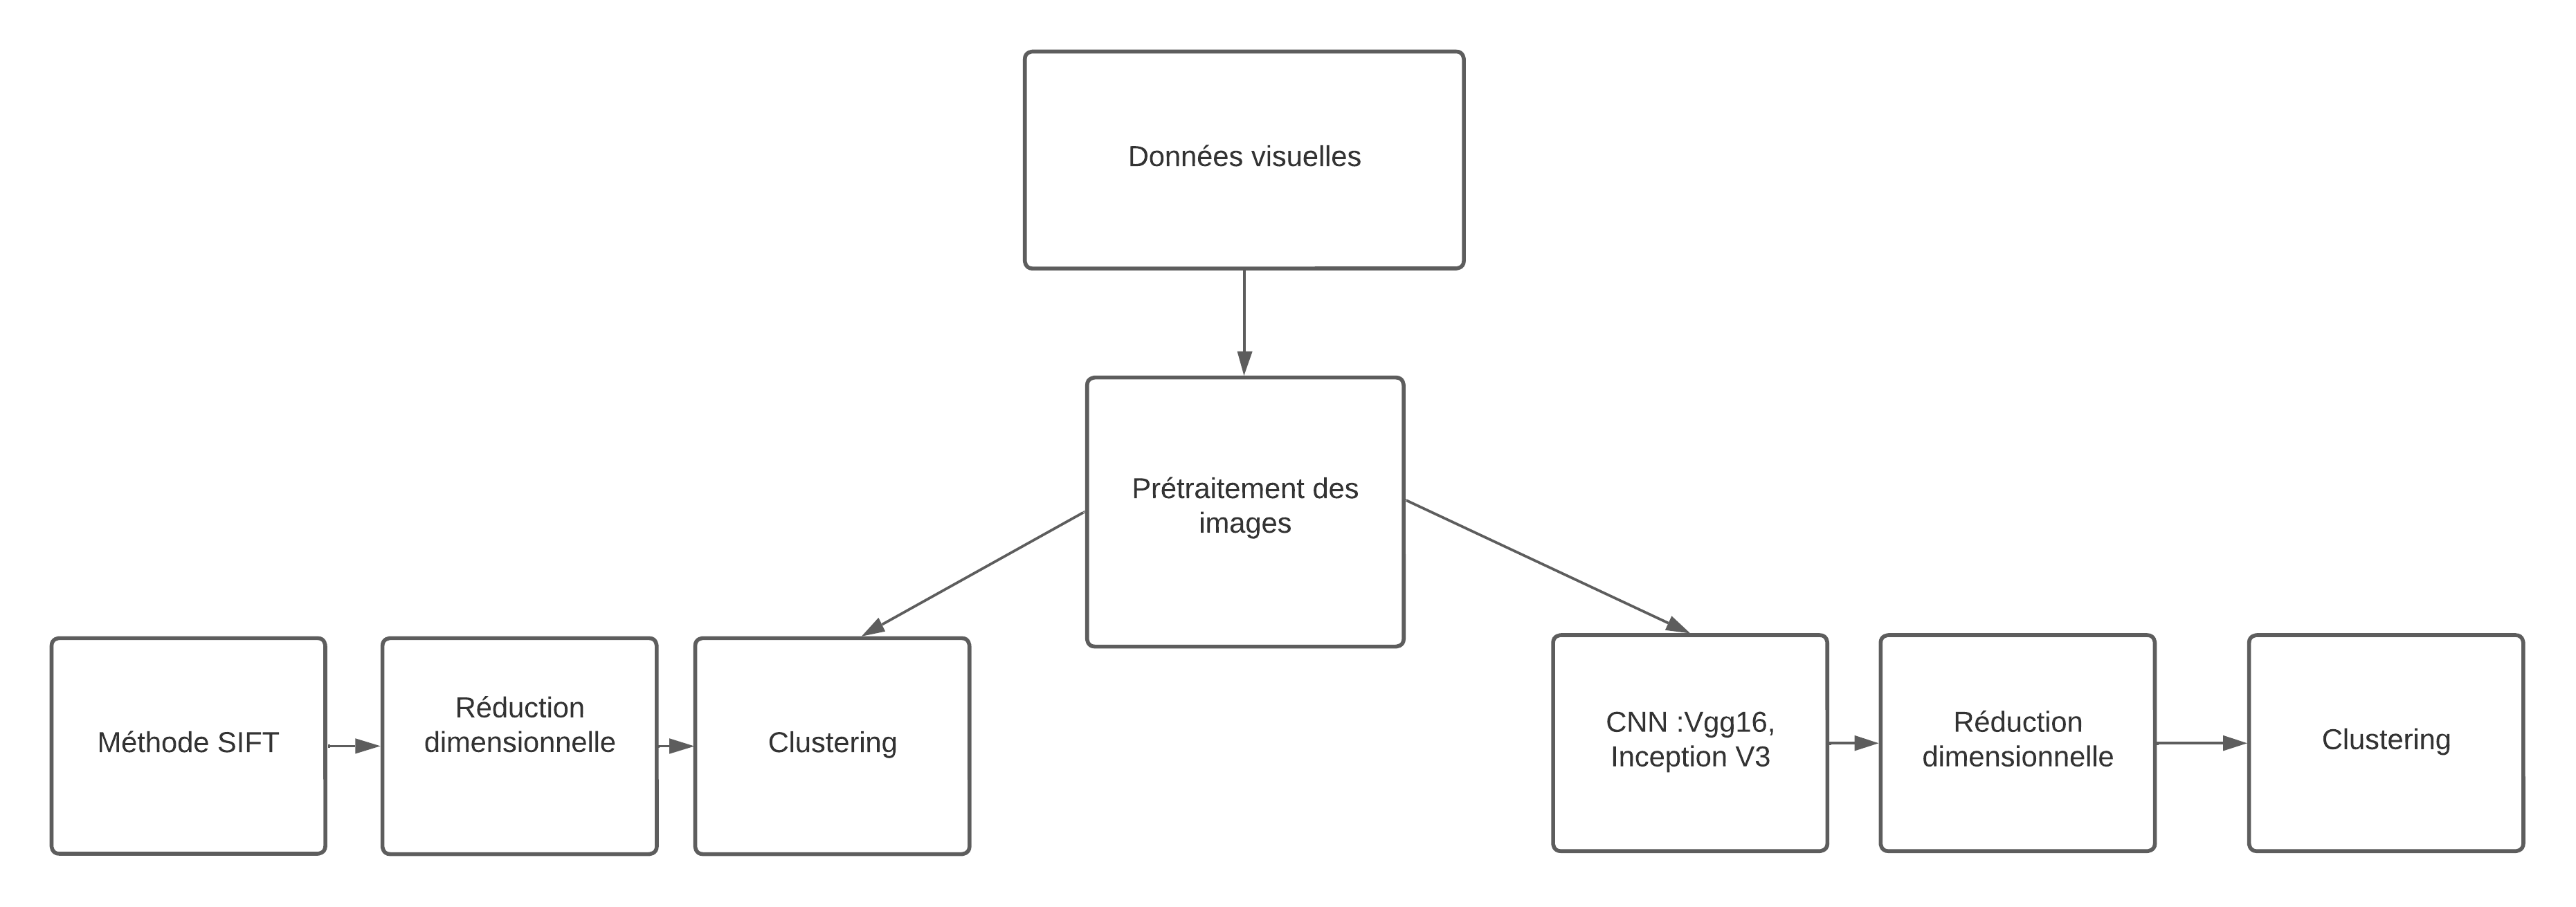 Données visuelles
Prétraitement des
images
Méthode SIFT
Réduction
dimensionnelle
Clustering
CNN :Vgg16,
Inception V3
Réduction
dimensionnelle
Clustering